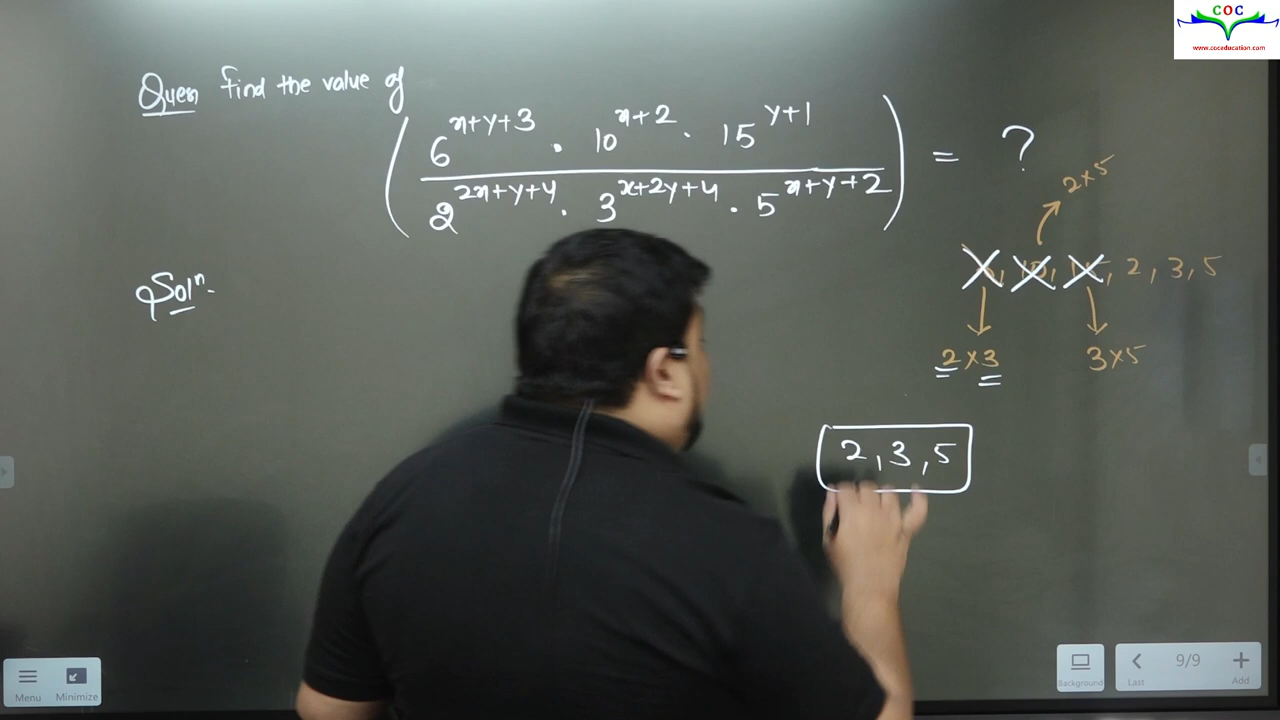 COC
www.coceducation.com
Quen Find the value of
( 6^{x+y+3} . 10^{x+2} . 15^{y+1} / 2^{2x+y+4} . 3^{x+2y+4} . 5^{x+y+2} ) = ?
2×5
, 2, 3, 5
2×3 3×5
Solⁿ.
2, 3, 5
Menu Minimize
Background
Last 9/9 Add